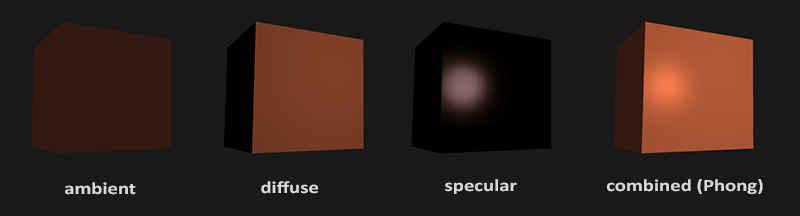 ambient
diffuse
specular
combined (Phong)